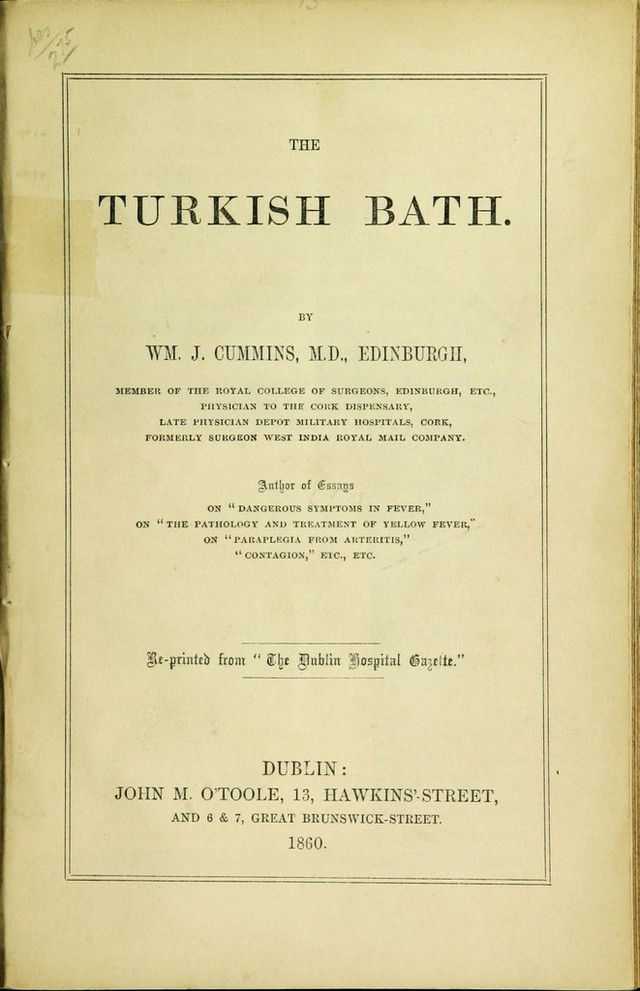 THE
TURKISH BATH.
BY
WM. J. CUMMINS, M.D., EDINBURGH,
MEMBER OF THE ROYAL COLLEGE OF SURGEONS, EDINBURGH, ETC.,
PHYSICIAN TO THE CORK DISPENSARY,
LATE PHYSICIAN DEPOT MILITARY HOSPITALS, CORK,
FORMERLY SURGEON WEST INDIA ROYAL MAIL COMPANY.
Author of Essays
ON “DANGEROUS SYMPTOMS IN FEVER,”
ON “THE PATHOLOGY AND TREATMENT OF YELLOW FEVER,”
ON “PARAPLEGIA FROM ARTERITIS,”
“CONTAGION,” ETC., ETC.
Re-printed from “The Dublin Hospital Gazette.”
DUBLIN:
JOHN M. O'TOOLE, 13, HAWKINS'-STREET,
AND 6 & 7, GREAT BRUNSWICK-STREET.
1860.